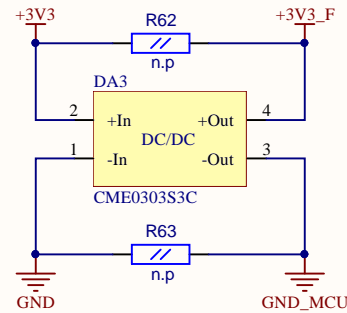 +3V3
R62
+3V3_F
n.p
DA3
2
+In
+Out
4
DC/DC
1
-In
-Out
3
CME0303S3C
R63
n.p
GND
GND_MCU